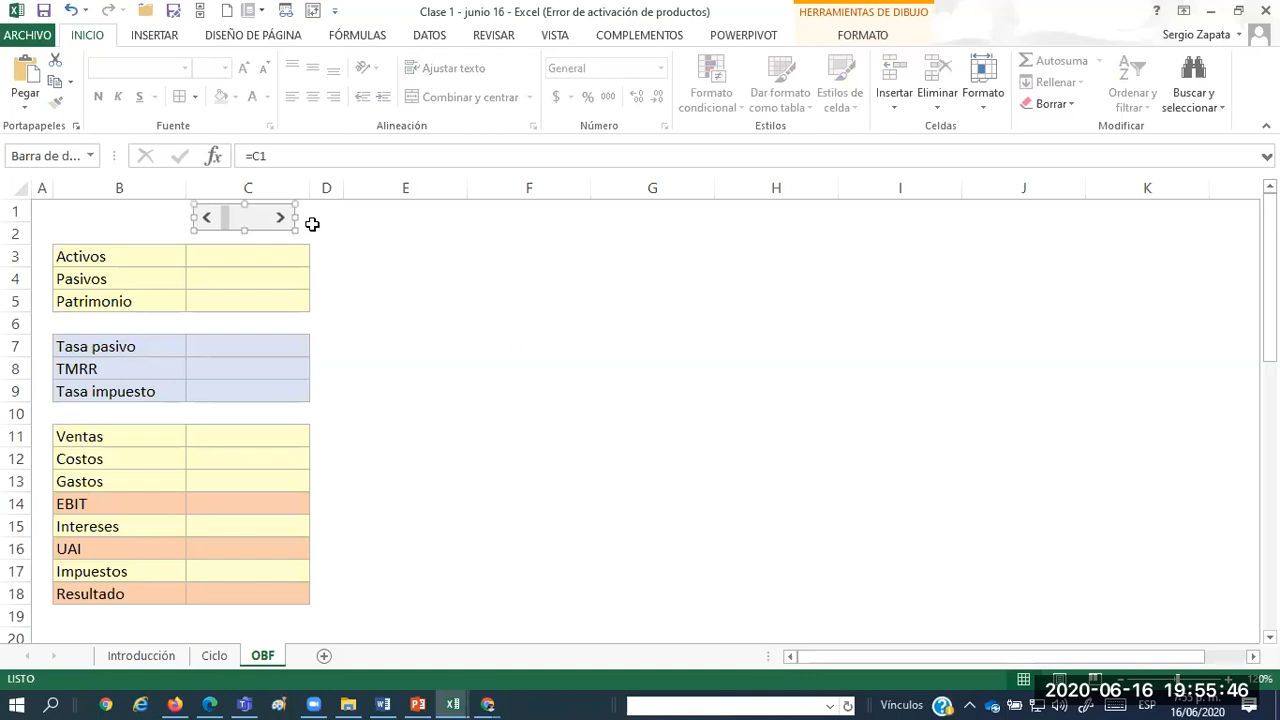 Clase 1 - junio 16 - Excel (Error de activación de productos)
HERRAMIENTAS DE DIBUJO
ARCHIVO INICIO INSERTAR DISEÑO DE PÁGINA FÓRMULAS DATOS REVISAR VISTA COMPLEMENTOS POWERPIVOT FORMATO
Sergio Zapata
Pegar
N K S
Ajustar texto
Combinar y centrar
General
$ % 000
Formato condicional
Dar formato como tabla
Estilos de celda
Insertar
Eliminar
Formato
Autosuma
Rellenar
Borrar
Ordenar y filtrar
Buscar y seleccionar
Portapapeles Fuente Alineación Número Estilos Celdas Modificar
Barra de d... fx =C1
A B C D E F G H I J K
1
2
3 Activos
4 Pasivos
5 Patrimonio
6
7 Tasa pasivo
8 TMRR
9 Tasa impuesto
10
11 Ventas
12 Costos
13 Gastos
14 EBIT
15 Intereses
16 UAI
17 Impuestos
18 Resultado
19
20
Introducción Ciclo OBF
LISTO
120%
2020-06-16 19:55:46
Vínculos
ESP
16/06/2020